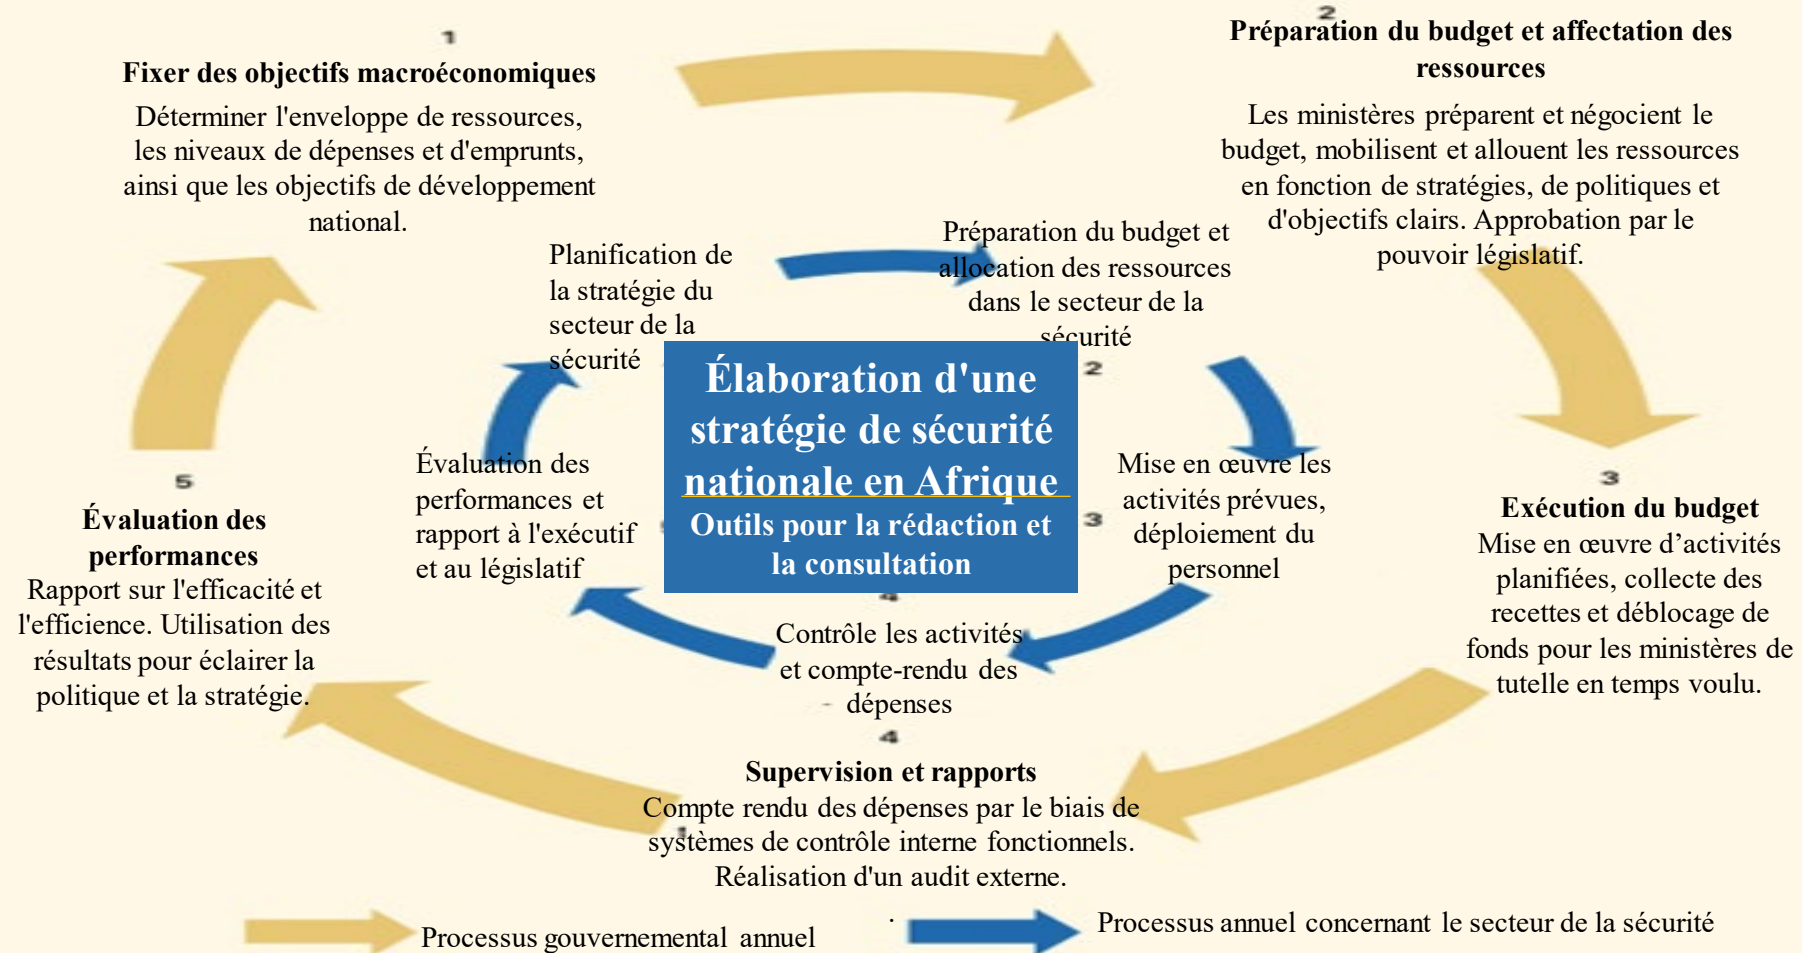 1
Fixer des objectifs macroéconomiques
Déterminer l'enveloppe de ressources,
les niveaux de dépenses et d'emprunts,
ainsi que les objectifs de développement
national.
2
Préparation du budget et affectation des
ressources
Les ministères préparent et négocient le
budget, mobilisent et allouent les ressources
en fonction de stratégies, de politiques et
d'objectifs clairs. Approbation par le
pouvoir législatif.
Planification de
la stratégie du
secteur de la
sécurité
Préparation du budget et
allocation des ressources
dans le secteur de la
sécurité
2
Élaboration d'une
stratégie de sécurité
nationale en Afrique
Outils pour la rédaction et
la consultation
Évaluation des
performances et
rapport à l'exécutif
et au législatif
3
Mise en œuvre les
activités prévues,
déploiement du
personnel
4
Contrôle les activités
et compte-rendu des
dépenses
5
Évaluation des
performances
Rapport sur l'efficacité et
l'efficience. Utilisation des
résultats pour éclairer la
politique et la stratégie.
3
Exécution du budget
Mise en œuvre d’activités
planifiées, collecte des
recettes et déblocage de
fonds pour les ministères de
tutelle en temps voulu.
4
Supervision et rapports
Compte rendu des dépenses par le biais de
systèmes de contrôle interne fonctionnels.
Réalisation d'un audit externe.
.
Processus gouvernemental annuel
Processus annuel concernant le secteur de la sécurité